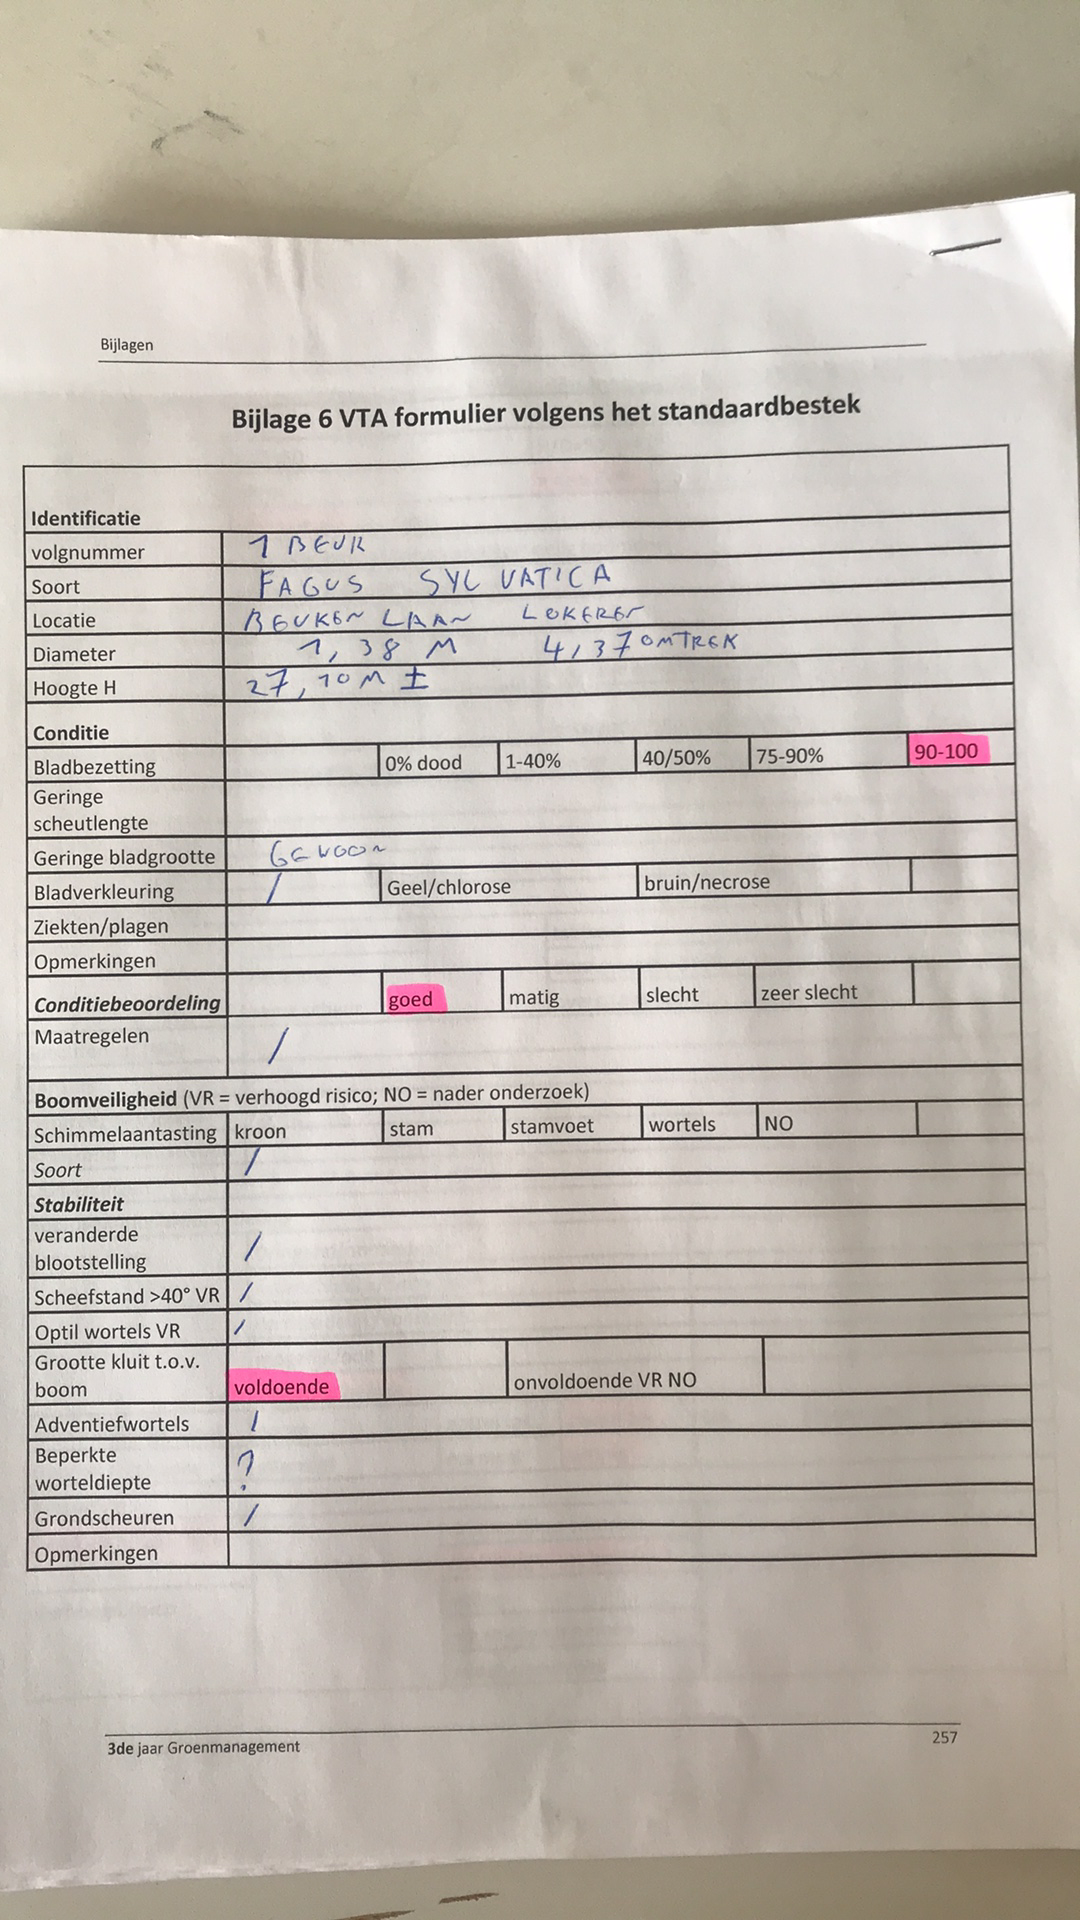 Bijlagen
Bijlage 6 VTA formulier volgens het standaardbestek
Identificatie
volgnummer 1 BEUK
Soort FAGUS SYLVATICA
Locatie BEUKEN LAAN LOKEREN
Diameter 1,38 M 4,37 OMTREK
Hoogte H 27,10 M ±
Conditie
Bladbezetting 0% dood 1-40% 40/50% 75-90% 90-100
Geringe
scheutlengte
Geringe bladgrootte GEWOON
Bladverkleuring / Geel/chlorose bruin/necrose
Ziekten/plagen
Opmerkingen
Conditiebeoordeling goed matig slecht zeer slecht
Maatregelen /
Boomveiligheid (VR = verhoogd risico; NO = nader onderzoek)
Schimmelaantasting kroon stam stamvoet wortels NO
Soort /
Stabiliteit
veranderde
blootstelling /
Scheefstand >40° VR /
Optil wortels VR /
Grootte kluit t.o.v.
boom voldoende onvoldoende VR NO
Adventiefwortels /
Beperkte
worteldiepte ?
Grondscheuren /
Opmerkingen
3de jaar Groenmanagement 257